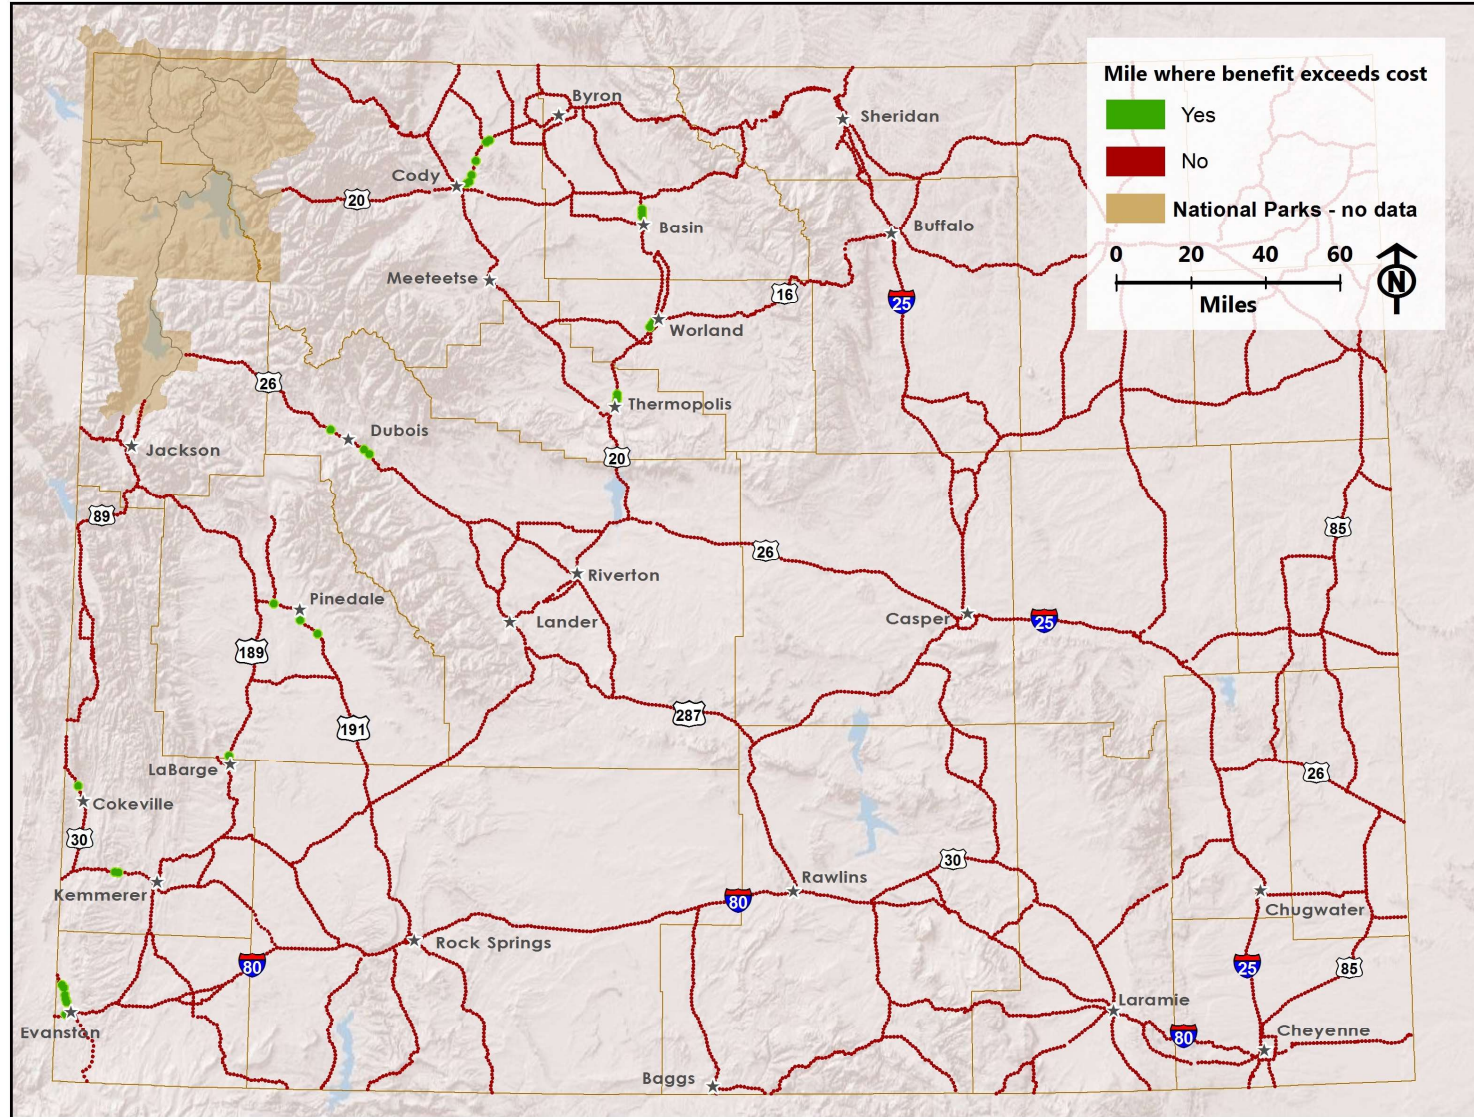 Mile where benefit exceeds cost
Yes
No
National Parks - no data
0 20 40 60
Miles
N
Byron
Sheridan
Cody
20
Basin
Buffalo
Meeteetse
16
25
Worland
26
Thermopolis
Dubois
Jackson
20
89
85
26
Riverton
Pinedale
Lander
Casper
25
189
287
191
LaBarge
26
Cokeville
30
30
Kemmerer
Rawlins
80
Chugwater
Rock Springs
80
25
85
Laramie
Evanston
80
Cheyenne
Baggs